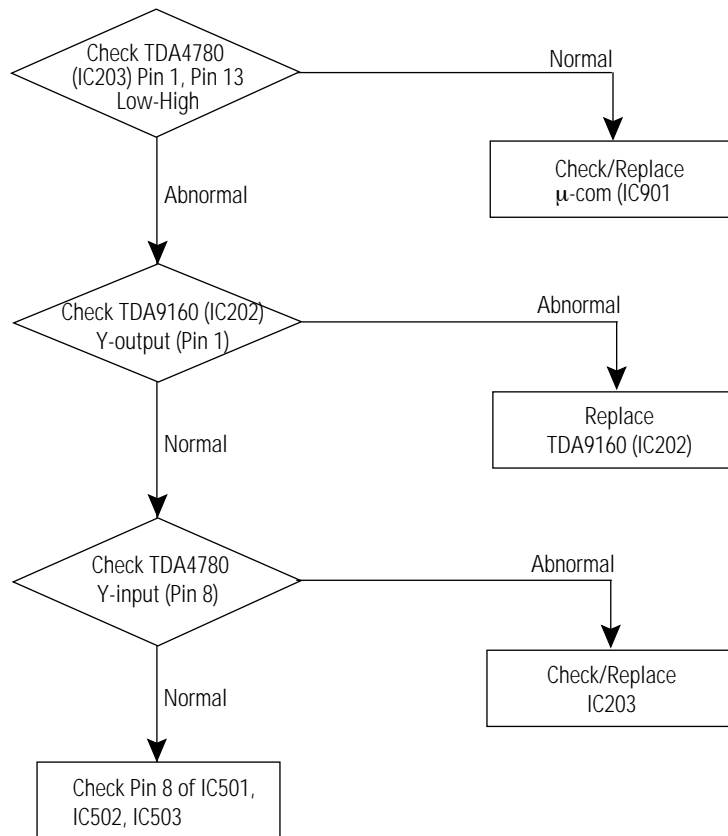 Check TDA4780
(IC203) Pin 1, Pin 13
Low-High
Normal
Check/Replace
μ-com (IC901
Abnormal
Check TDA9160 (IC202)
Y-output (Pin 1)
Abnormal
Replace
TDA9160 (IC202)
Normal
Check TDA4780
Y-input (Pin 8)
Abnormal
Check/Replace
IC203
Normal
Check Pin 8 of IC501,
IC502, IC503